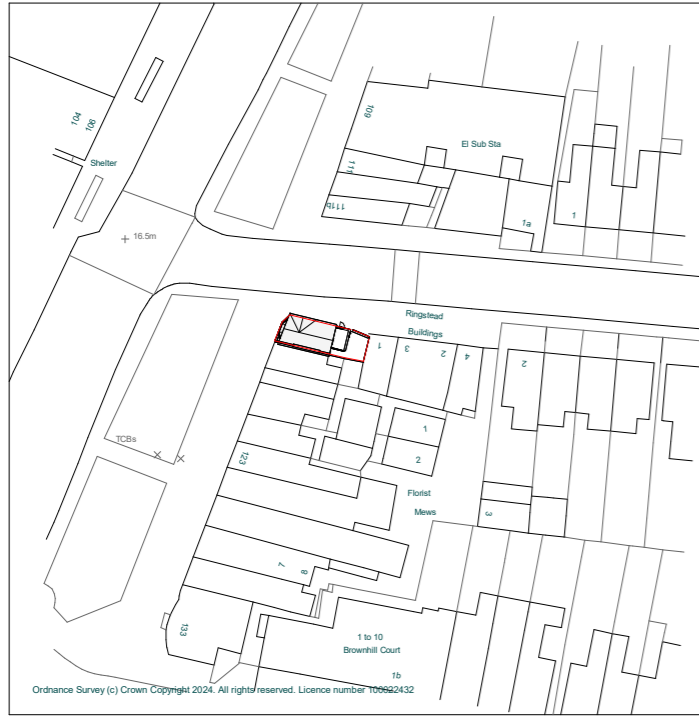 104
106
Shelter
16.5m
109
111
111b
El Sub Sta
1a
1
Ringstead
Buildings
1
3
2
4
2
TCBs
123
1
2
Florist
Mews
3
7
8
133
1 to 10
Brownhill Court
1b
Ordnance Survey (c) Crown Copyright 2024. All rights reserved. Licence number 100022432